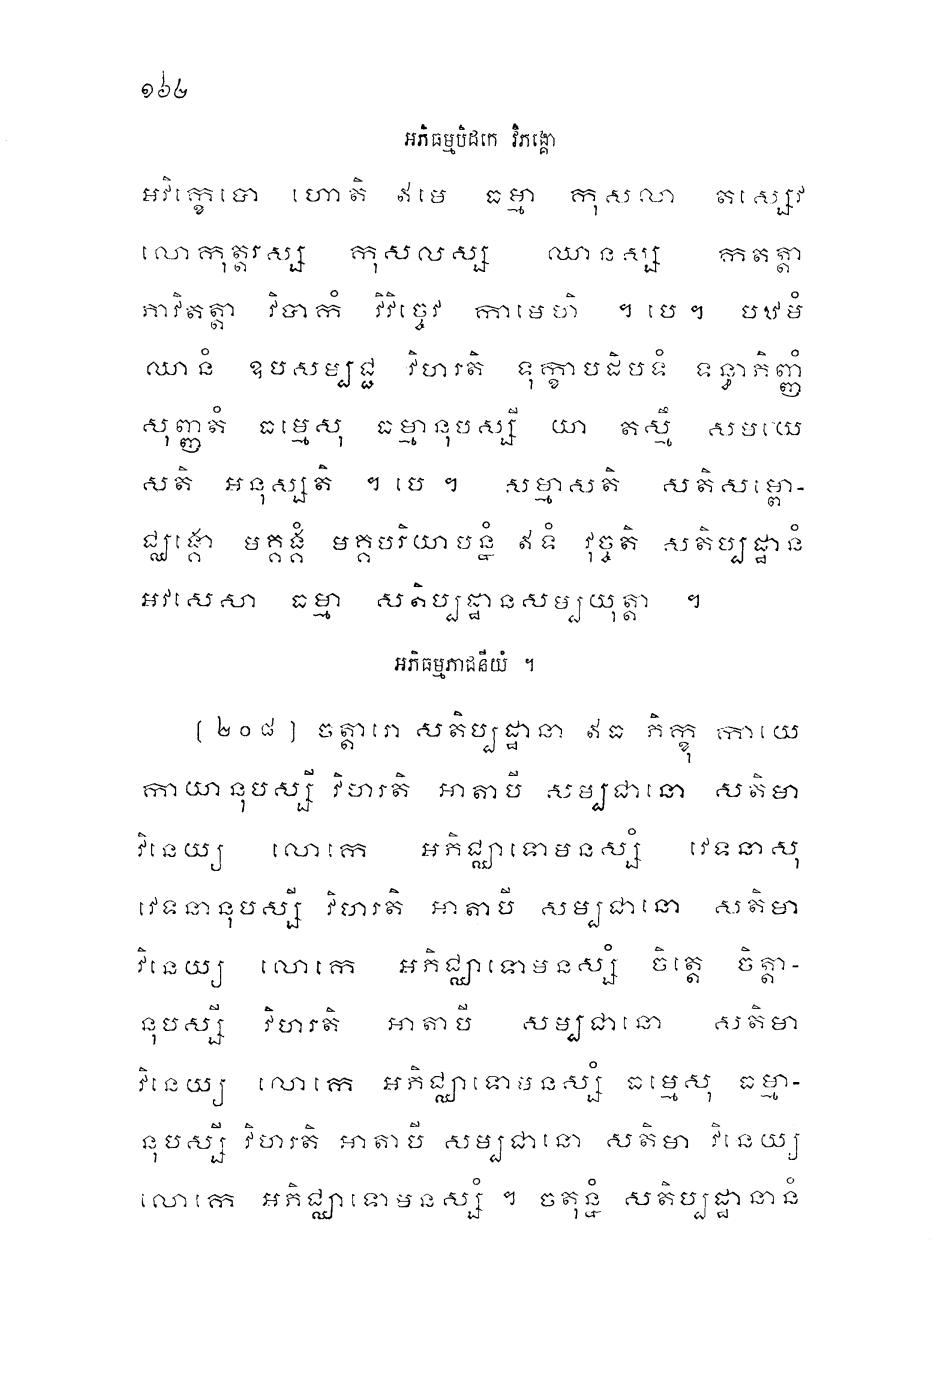 ១៦៤
អភិធម្មបិដកេ វិភង្គោ
អវិក្ខេបោ ហោតិ ឥមេ ធម្មា កុសលា តស្សេវ
លោកុត្តរស្ស កុសលស្ស ឈានស្ស កតត្តា
ភាវិតត្តា វិបាកំ វិវិច្ចេវ កាមេហិ ។ បេ ។ បឋមំ
ឈានំ ឧបសម្បជ្ជ វិហរតិ ទុក្ខាបដិបទំ ទន្ធាភិញ្ញំ
សុញ្ញតំ ធម្មេសុ ធម្មានុបស្សី យា តស្មឹ សមយេ
សតិ អនុស្សតិ ។ បេ ។ សម្មាសតិ សតិសម្ពោ-
ជ្ឈង្គោ មគ្គង្គំ មគ្គបរិយាបន្នំ ឥទំ វុច្ចតិ សតិប្បដ្ឋានំ
អវសេសា ធម្មា សតិប្បដ្ឋានសម្បយុត្តា ។
អភិធម្មភាជនីយំ ។
[២០៨] ចត្តារោ សតិប្បដ្ឋានា ឥធ ភិក្ខុ កាយេ
កាយានុបស្សី វិហរតិ អាតាបី សម្បជានោ សតិមា
វិនេយ្យ លោកេ អភិជ្ឈាទោមនស្សំ វេទនាសុ
វេទនានុបស្សី វិហរតិ អាតាបី សម្បជានោ សតិមា
វិនេយ្យ លោកេ អភិជ្ឈាទោមនស្សំ ចិត្តេ ចិត្តា-
នុបស្សី វិហរតិ អាតាបី សម្បជានោ សតិមា
វិនេយ្យ លោកេ អភិជ្ឈាទោមនស្សំ ធម្មេសុ ធម្មា-
នុបស្សី វិហរតិ អាតាបី សម្បជានោ សតិមា វិនេយ្យ
លោកេ អភិជ្ឈាទោមនស្សំ ។ ចតុន្នំ សតិប្បដ្ឋានានំ